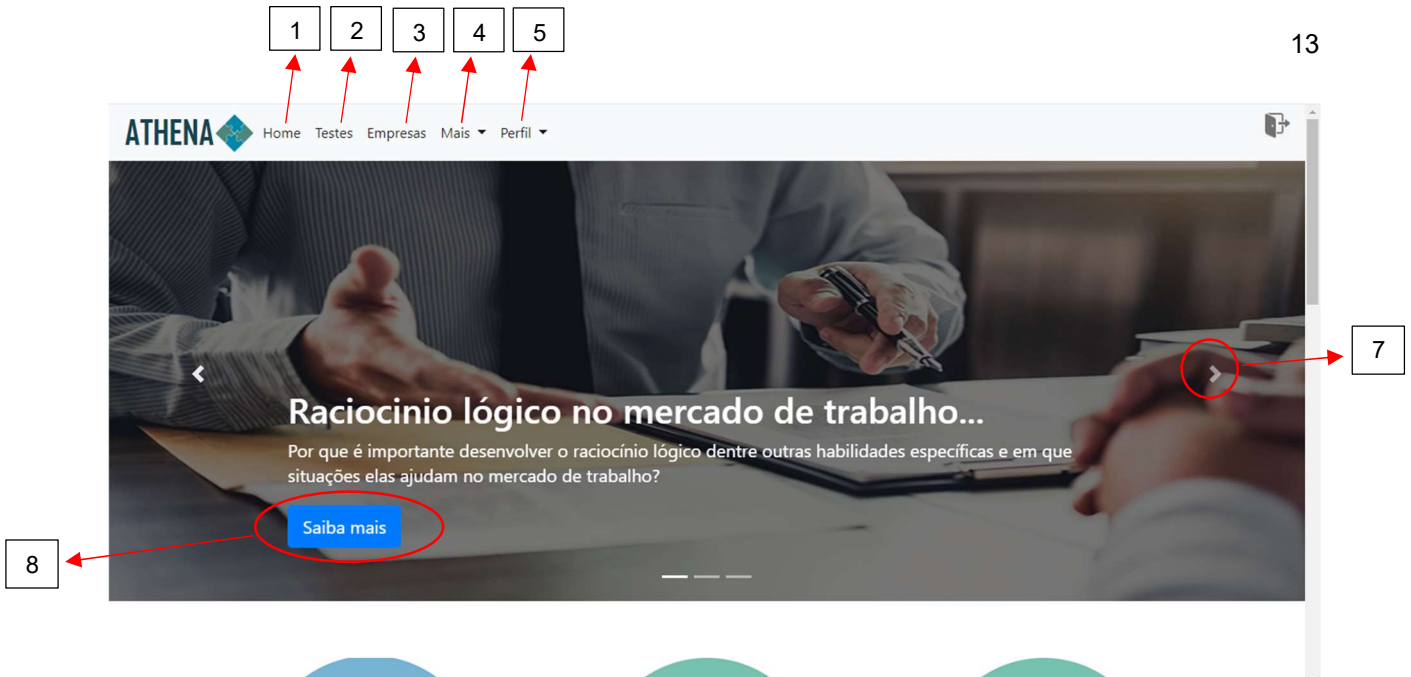 1 2 3 4 5
13
ATHENA Home Testes Empresas Mais Perfil
7
Raciocinio lógico no mercado de trabalho...
Por que é importante desenvolver o raciocínio lógico dentre outras habilidades específicas e em que
situações elas ajudam no mercado de trabalho?
Saiba mais
8